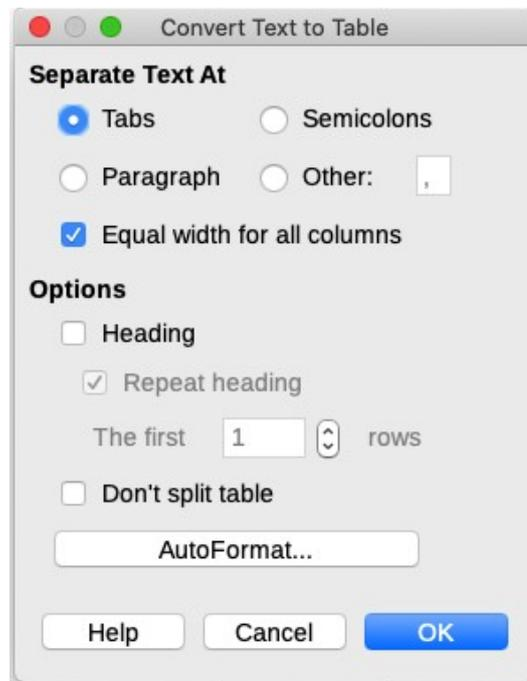 Convert Text to Table
Separate Text At
Tabs Semicolons
Paragraph Other: ,
Equal width for all columns
Options
Heading
Repeat heading
The first 1 rows
Don't split table
AutoFormat...
Help Cancel OK